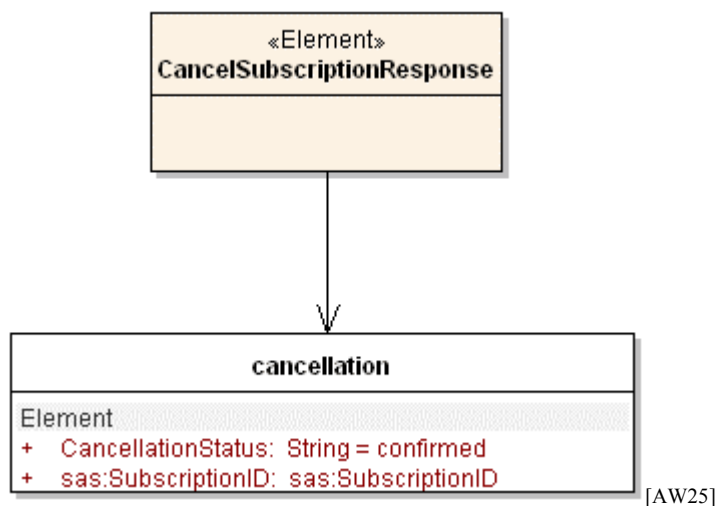 «Element»
CancelSubscriptionResponse
cancellation
Element
+ CancellationStatus: String = confirmed
+ sas:SubscriptionID: sas:SubscriptionID
[AW25]